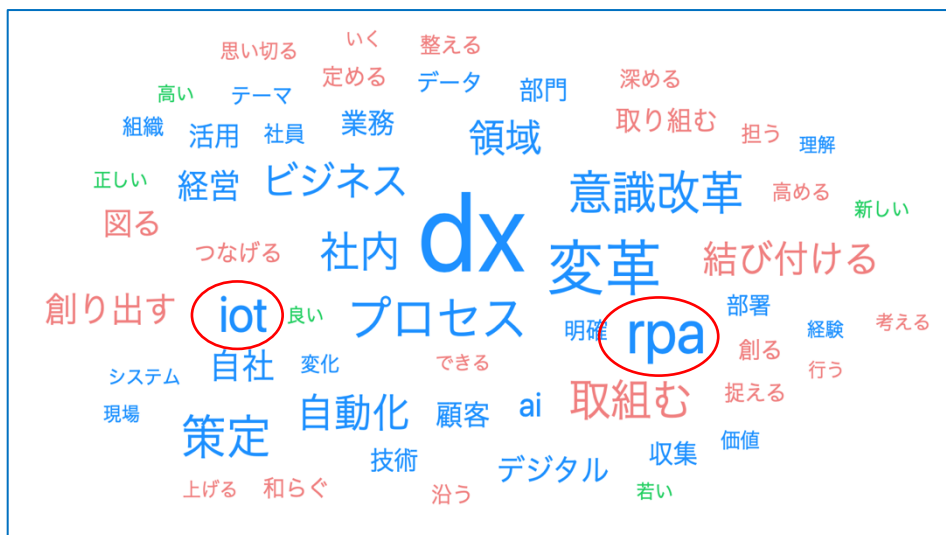 思い切る いく 整える
定める データ 部門 深める
高い テーマ
組織 活用 社員 業務 領域 取り組む 担う 理解
正しい 経営 ビジネス 意識改革 高める 新しい
図る つなげる 社内 dx 変革 結び付ける
創り出す iot 良い プロセス 明確 rpa 部署 経験 考える
システム 自社 変化 できる 創る 行う
現場 策定 自動化 顧客 ai 取組む 捉える
技術 デジタル 収集 価値
上げる 和らぐ 沿う 若い